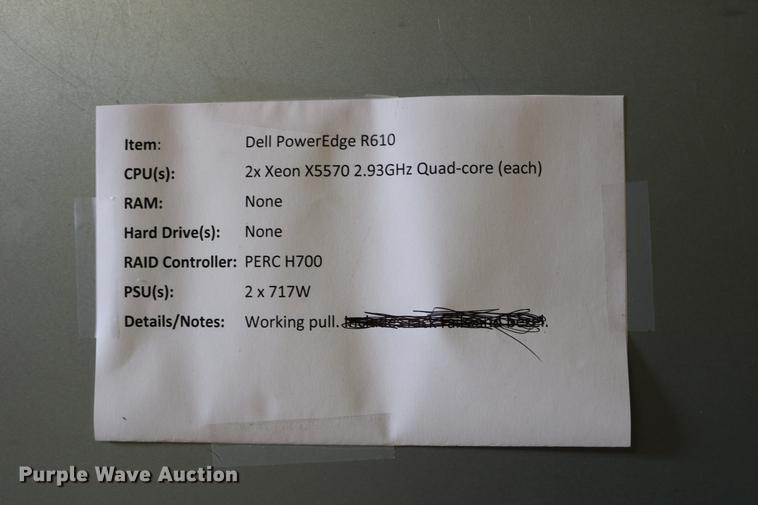 Item: Dell PowerEdge R610
CPU(s): 2x Xeon X5570 2.93GHz Quad-core (each)
RAM: None
Hard Drive(s): None
RAID Controller: PERC H700
PSU(s): 2 x 717W
Details/Notes: Working pull.
Purple Wave Auction